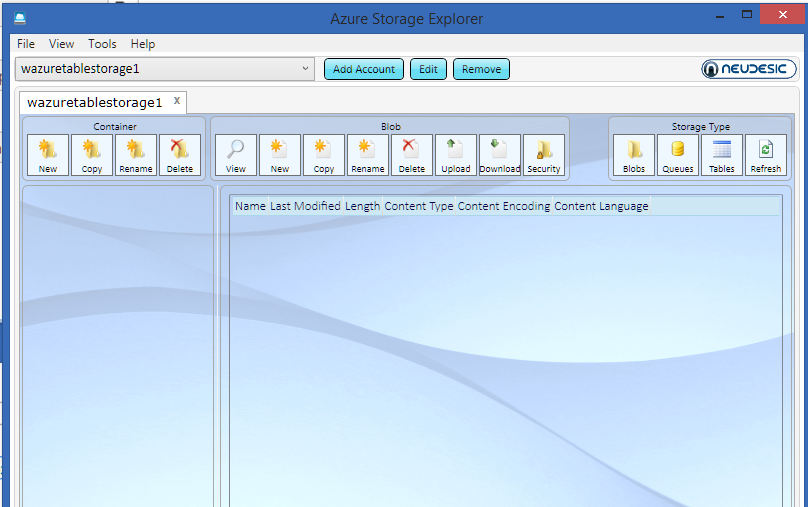 Azure Storage Explorer
File View Tools Help
wazuretablestorage1 Add Account Edit Remove NEUDESIC
wazuretablestorage1 x
Container Blob Storage Type
New Copy Rename Delete View New Copy Rename Delete Upload Download Security Blobs Queues Tables Refresh
Name Last Modified Length Content Type Content Encoding Content Language